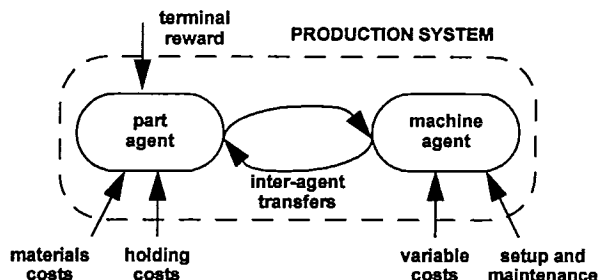 terminal
reward
PRODUCTION SYSTEM
part
agent
machine
agent
inter-agent
transfers
materials
costs
holding
costs
variable
costs
setup and
maintenance